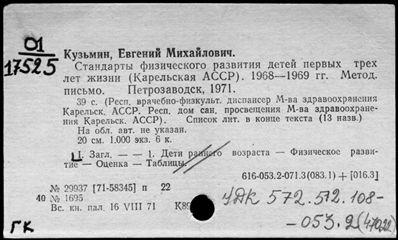 01
17525
Кузьмин, Евгений Михайлович.
Стандарты физического развития детей первых трех
лет жизни (Карельская АССР). 1968—1969 гг. Метод.
письмо. Петрозаводск, 1971.
39 с. (Респ. врачебно-физкульт. диспансер М-ва здравоохранения
Карельск. АССР. Респ. дом сан. просвещения М-ва здравоохране-
ния Карельск. АССР). Список лит. в конце текста (13 назв.)
На обл. авт. не указан.
20 см. 1.000 экз. 6 к.
I. Загл. — — 1. Дети раннего возраста — Физическое разви-
тие — Оценка — Таблицы.
616-053.2-071.3(083.1) + [016.3]
№ 29937 [71-58345] п 22
40 № 1695
Вс. кн. пал. 16 VIII 71 К89
УДК 572.512.108-
-053.2
ГК